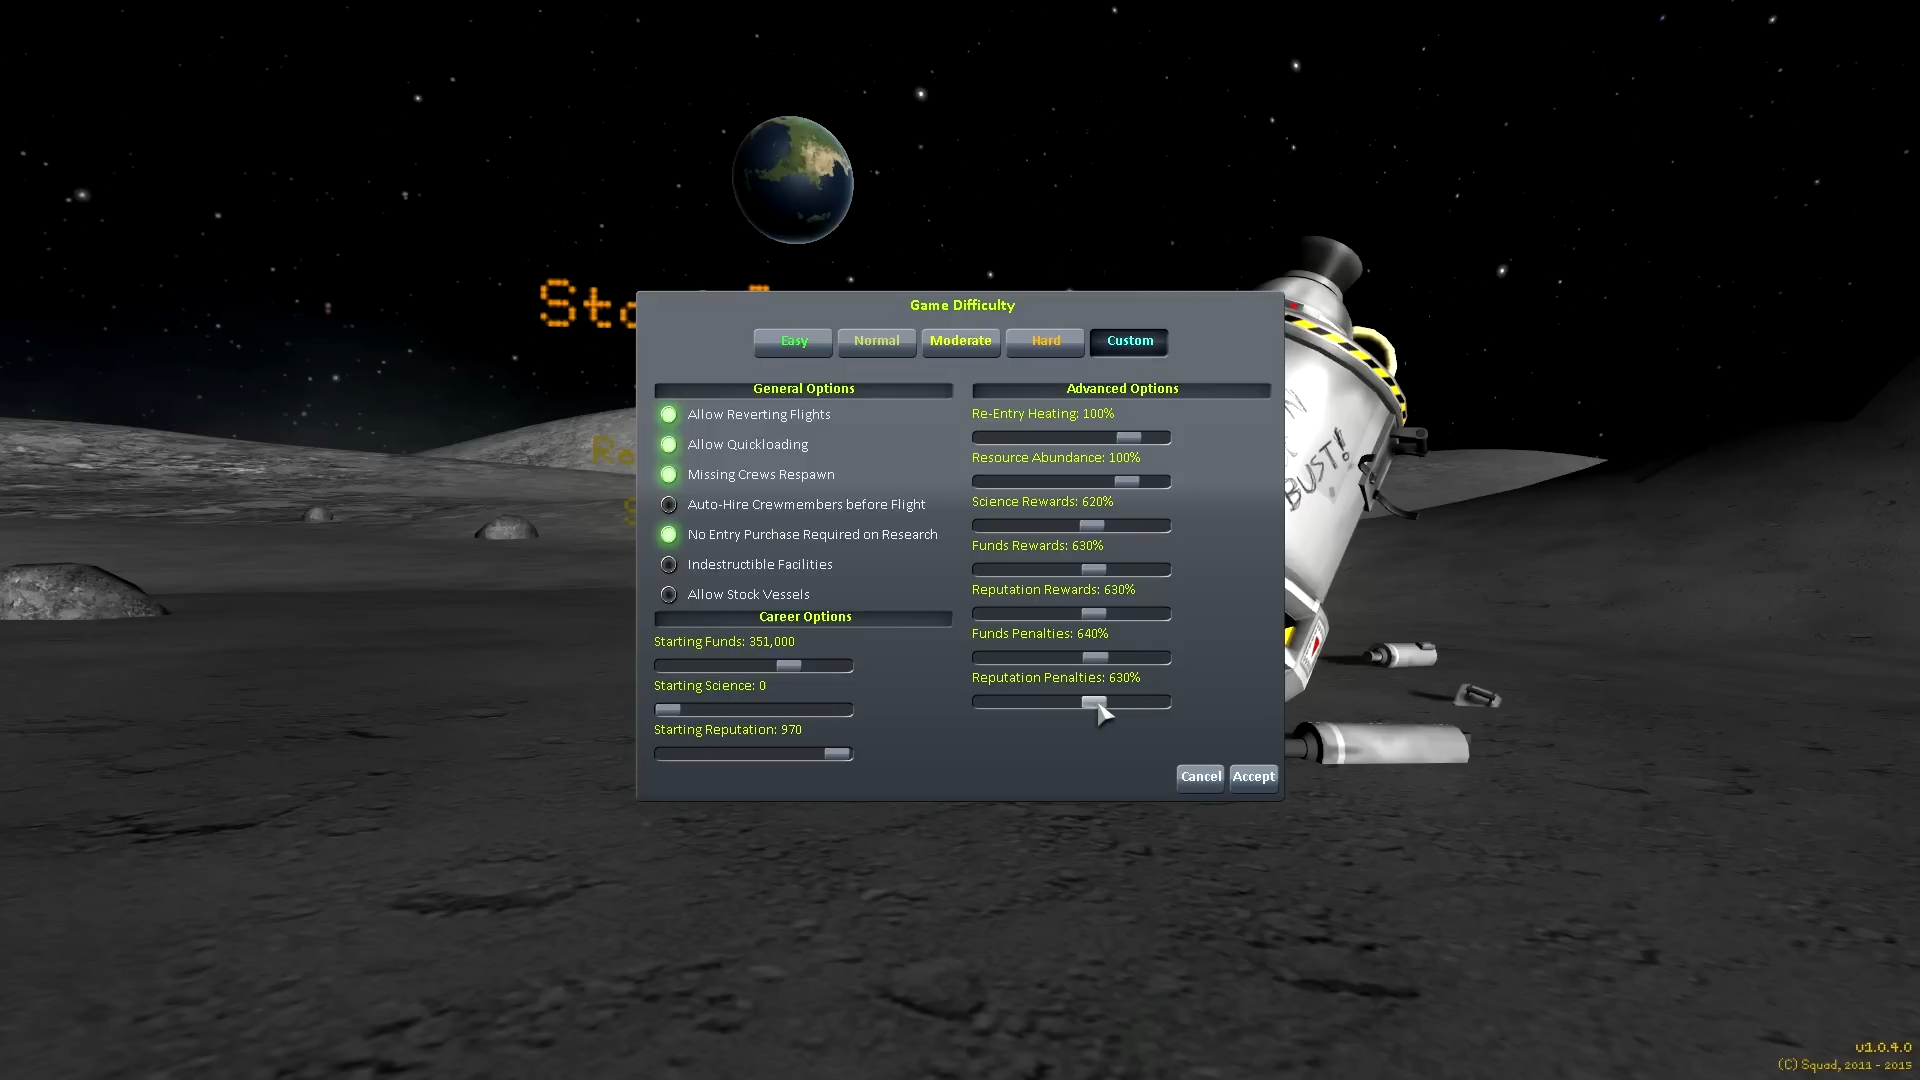 Sta
Re
S
Game Difficulty
Easy Normal Moderate Hard Custom
General Options
Allow Reverting Flights
Allow Quickloading
Missing Crews Respawn
Auto-Hire Crewmembers before Flight
No Entry Purchase Required on Research
Indestructible Facilities
Allow Stock Vessels
Career Options
Starting Funds: 351,000
Starting Science: 0
Starting Reputation: 970
Advanced Options
Re-Entry Heating: 100%
Resource Abundance: 100%
Science Rewards: 620%
Funds Rewards: 630%
Reputation Rewards: 630%
Funds Penalties: 640%
Reputation Penalties: 630%
Cancel Accept
BUST!
v1.0.4.0
(C) Squad, 2011 - 2015